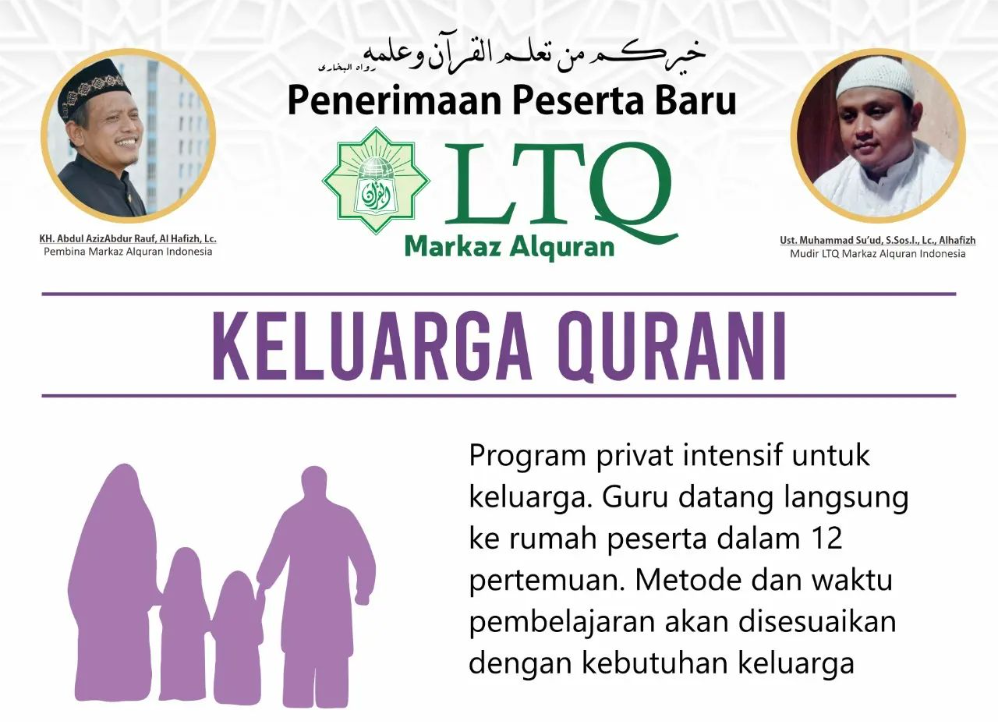 خيركم من تعلم القرآن وعلمه
رواه البخارى
Penerimaan Peserta Baru
القرآن
LTQ
Markaz Alquran
KH. Abdul AzizAbdur Rauf, Al Hafizh, Lc.
Pembina Markaz Alquran Indonesia
Ust. Muhammad Su'ud, S.Sos.I., Lc., Alhafizh
Mudir LTQ Markaz Alquran Indonesia
KELUARGA QURANI
Program privat intensif untuk
keluarga. Guru datang langsung
ke rumah peserta dalam 12
pertemuan. Metode dan waktu
pembelajaran akan disesuaikan
dengan kebutuhan keluarga